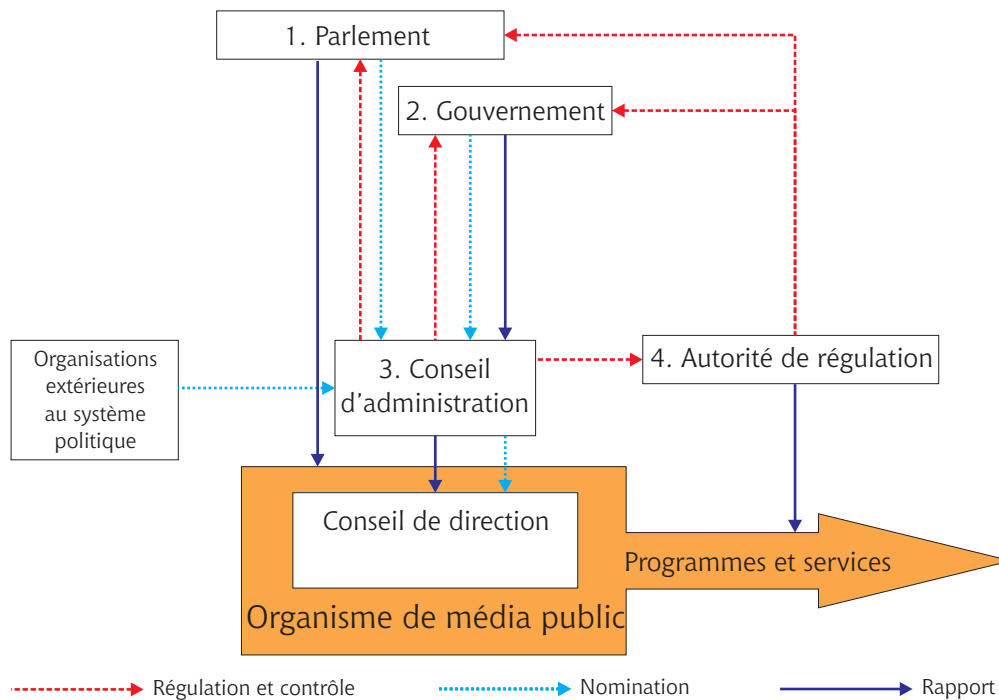 1. Parlement
2. Gouvernement
Organisations
extérieures
au système
politique
3. Conseil
d’administration
4. Autorité de régulation
Conseil de direction
Programmes et services
Organisme de média public
Régulation et contrôle
Nomination
Rapport